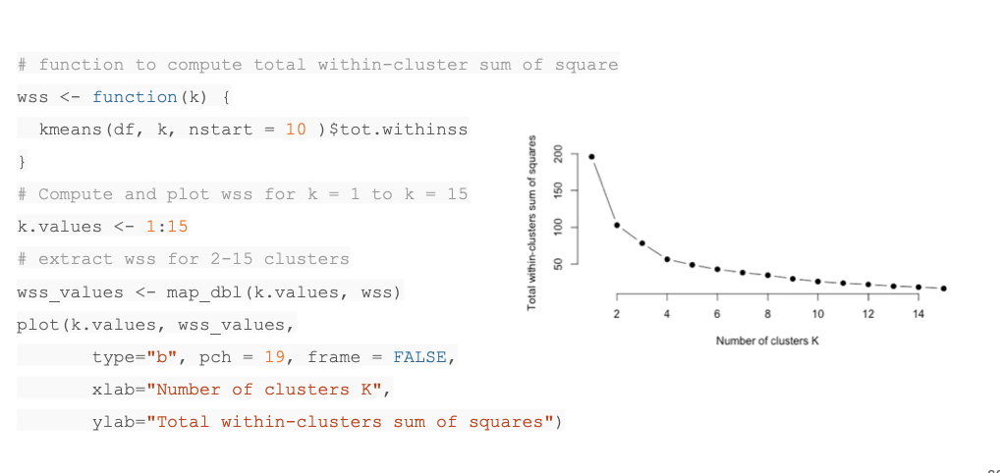 # function to compute total within-cluster sum of square
wss <- function(k) {
  kmeans(df, k, nstart = 10 )$tot.withinss
}
# Compute and plot wss for k = 1 to k = 15
k.values <- 1:15
# extract wss for 2-15 clusters
wss_values <- map_dbl(k.values, wss)
plot(k.values, wss_values,
       type="b", pch = 19, frame = FALSE,
       xlab="Number of clusters K",
       ylab="Total within-clusters sum of squares")
Total within-clusters sum of squares
200
150
100
50
2 4 6 8 10 12 14
Number of clusters K